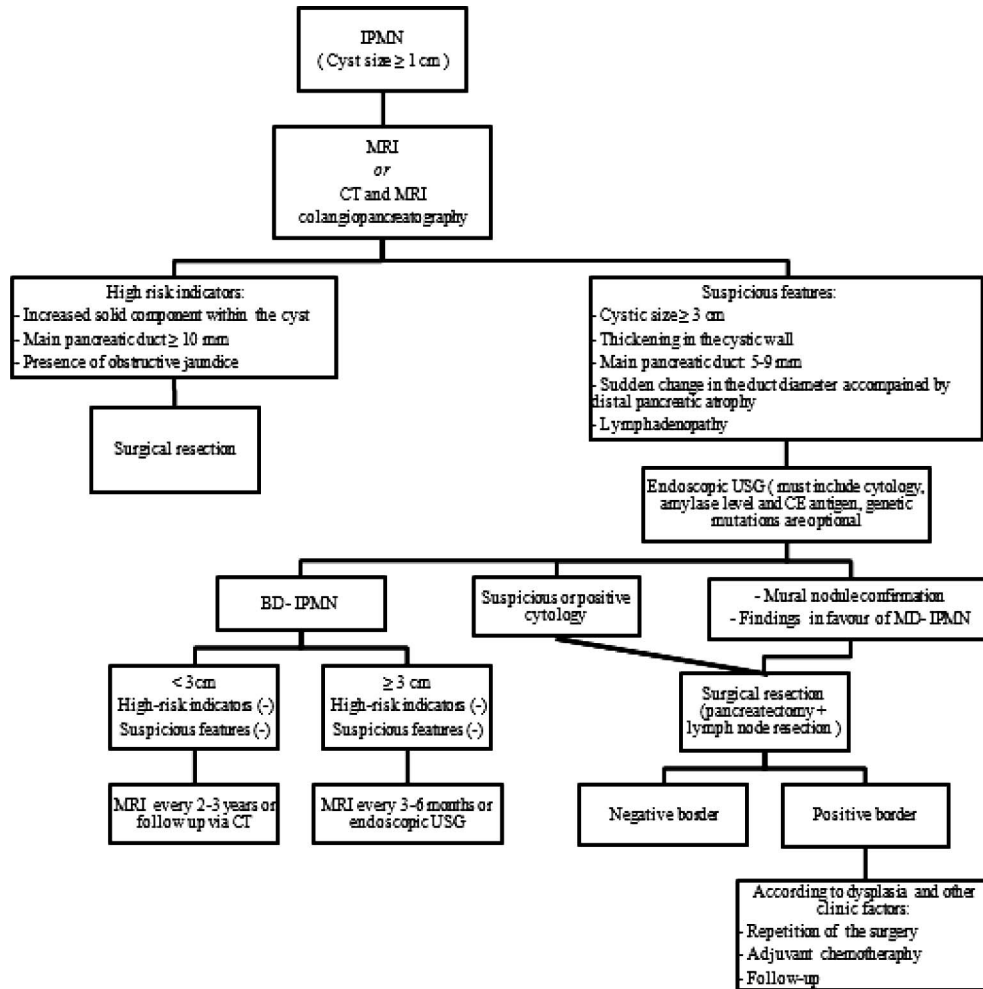 IPMN
( Cyst size ≥ 1 cm )
MRI
or
CT and MRI
colangiopancreatography
High risk indicators:
- Increased solid component within the cyst
- Main pancreatic duct ≥ 10 mm
- Presence of obstructive jaundice
Surgical resection
Suspicious features:
- Cystic size ≥ 3 cm
- Thickening in the cystic wall
- Main pancreatic duct: 5-9 mm
- Sudden change in the duct diameter accompained by
distal pancreatic atrophy
- Lymphadenopathy
Endoscopic USG ( must include cytology,
amylase level and CE antigen, genetic
mutations are optional
BD- IPMN
Suspicious or positive
cytology
- Mural nodule confirmation
- Findings in favour of MD- IPMN
< 3 cm
High-risk indicators (-)
Suspicious features (-)
≥ 3 cm
High-risk indicators (-)
Suspicious features (-)
Surgical resection
(pancreatectomy +
lymph node resection )
MRI every 2-3 years or
follow up via CT
MRI every 3-6 months or
endoscopic USG
Negative border
Positive border
According to dysplasia and other
clinic factors:
- Repetition of the surgery
- Adjuvant chemotheraphy
- Follow-up